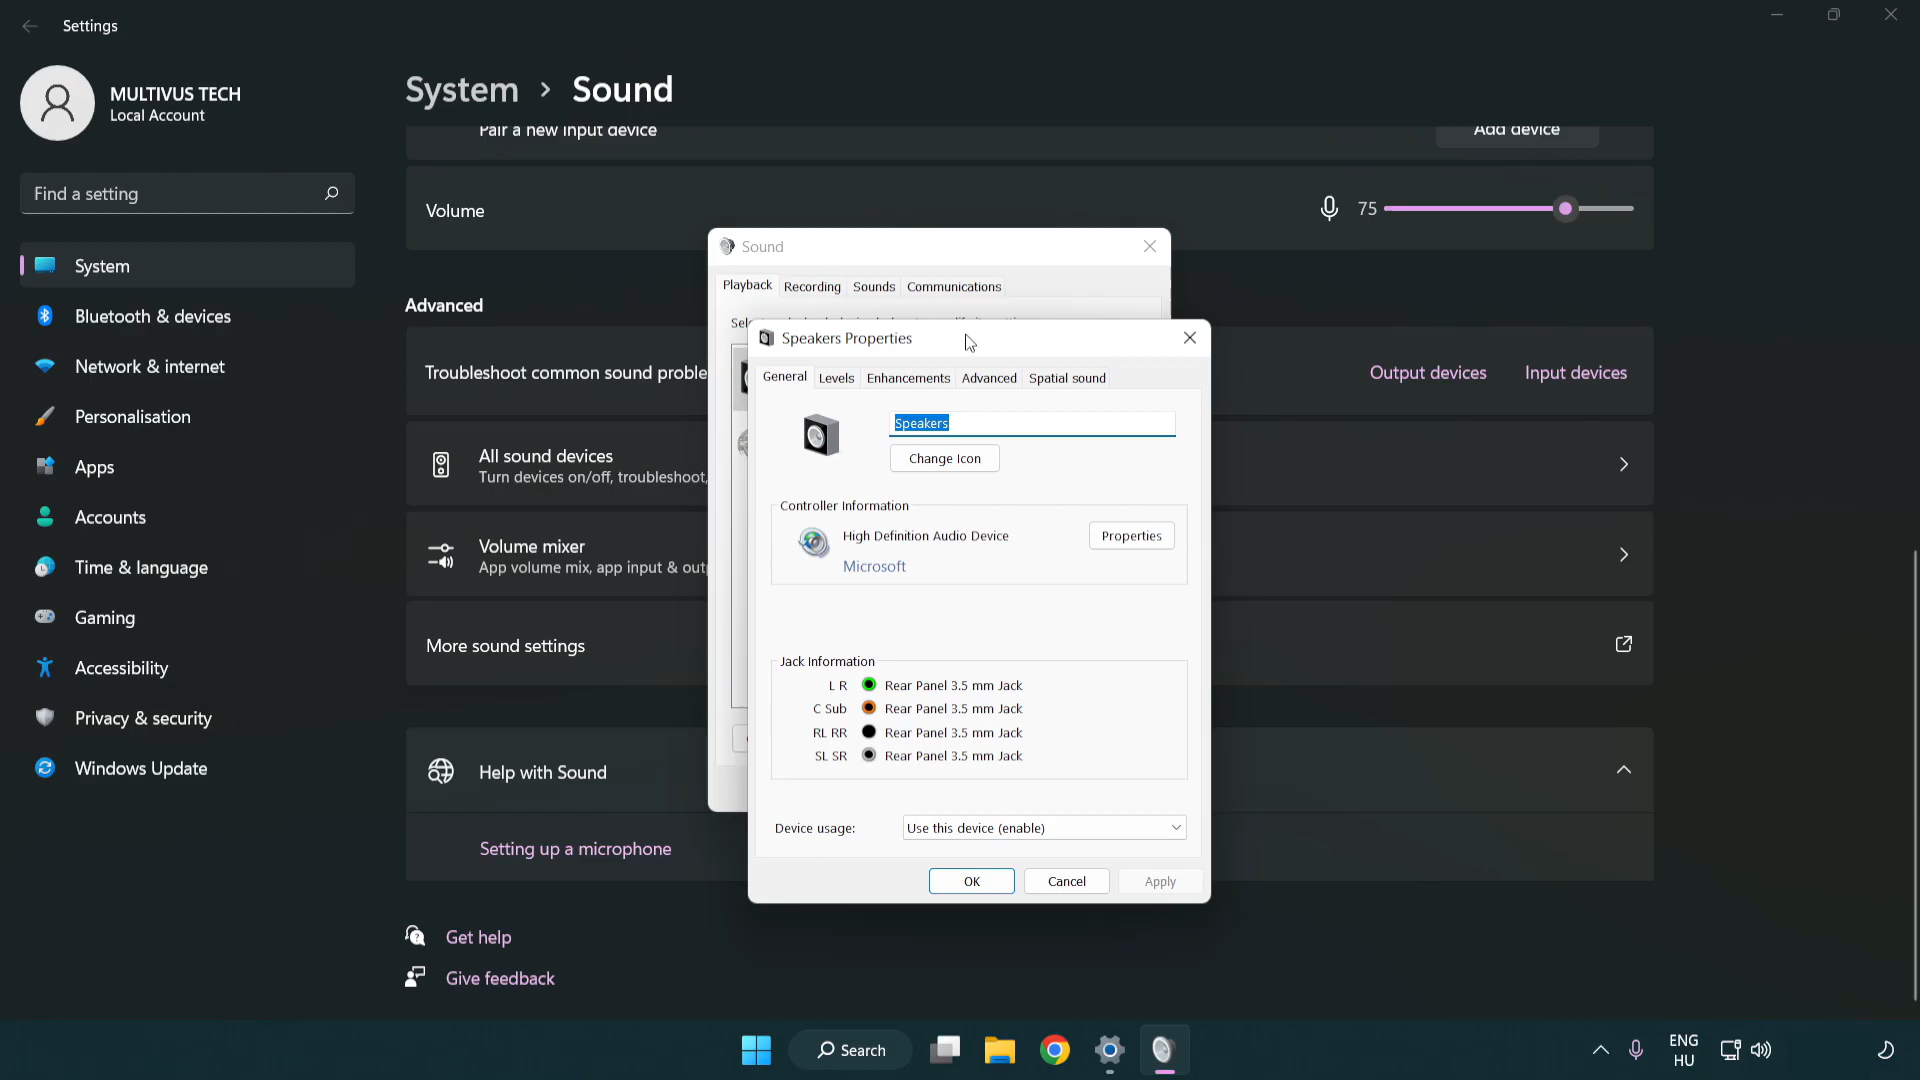 Settings
MULTIVUS TECH
Local Account
Find a setting
System
Bluetooth & devices
Network & internet
Personalisation
Apps
Accounts
Time & language
Gaming
Accessibility
Privacy & security
Windows Update
System > Sound
Pair a new input device
Add device
Volume
75
Advanced
Troubleshoot common sound proble
Output devices
Input devices
All sound devices
Turn devices on/off, troubleshoot,
Volume mixer
App volume mix, app input & out
More sound settings
Help with Sound
Setting up a microphone
Get help
Give feedback
Sound
Playback
Recording
Sounds
Communications
Speakers Properties
General
Levels
Enhancements
Advanced
Spatial sound
Speakers
Change Icon
Controller Information
High Definition Audio Device
Properties
Microsoft
Jack Information
L R Rear Panel 3.5 mm Jack
C Sub Rear Panel 3.5 mm Jack
RL RR Rear Panel 3.5 mm Jack
SL SR Rear Panel 3.5 mm Jack
Device usage:
Use this device (enable)
OK
Cancel
Apply
Search
ENG
HU